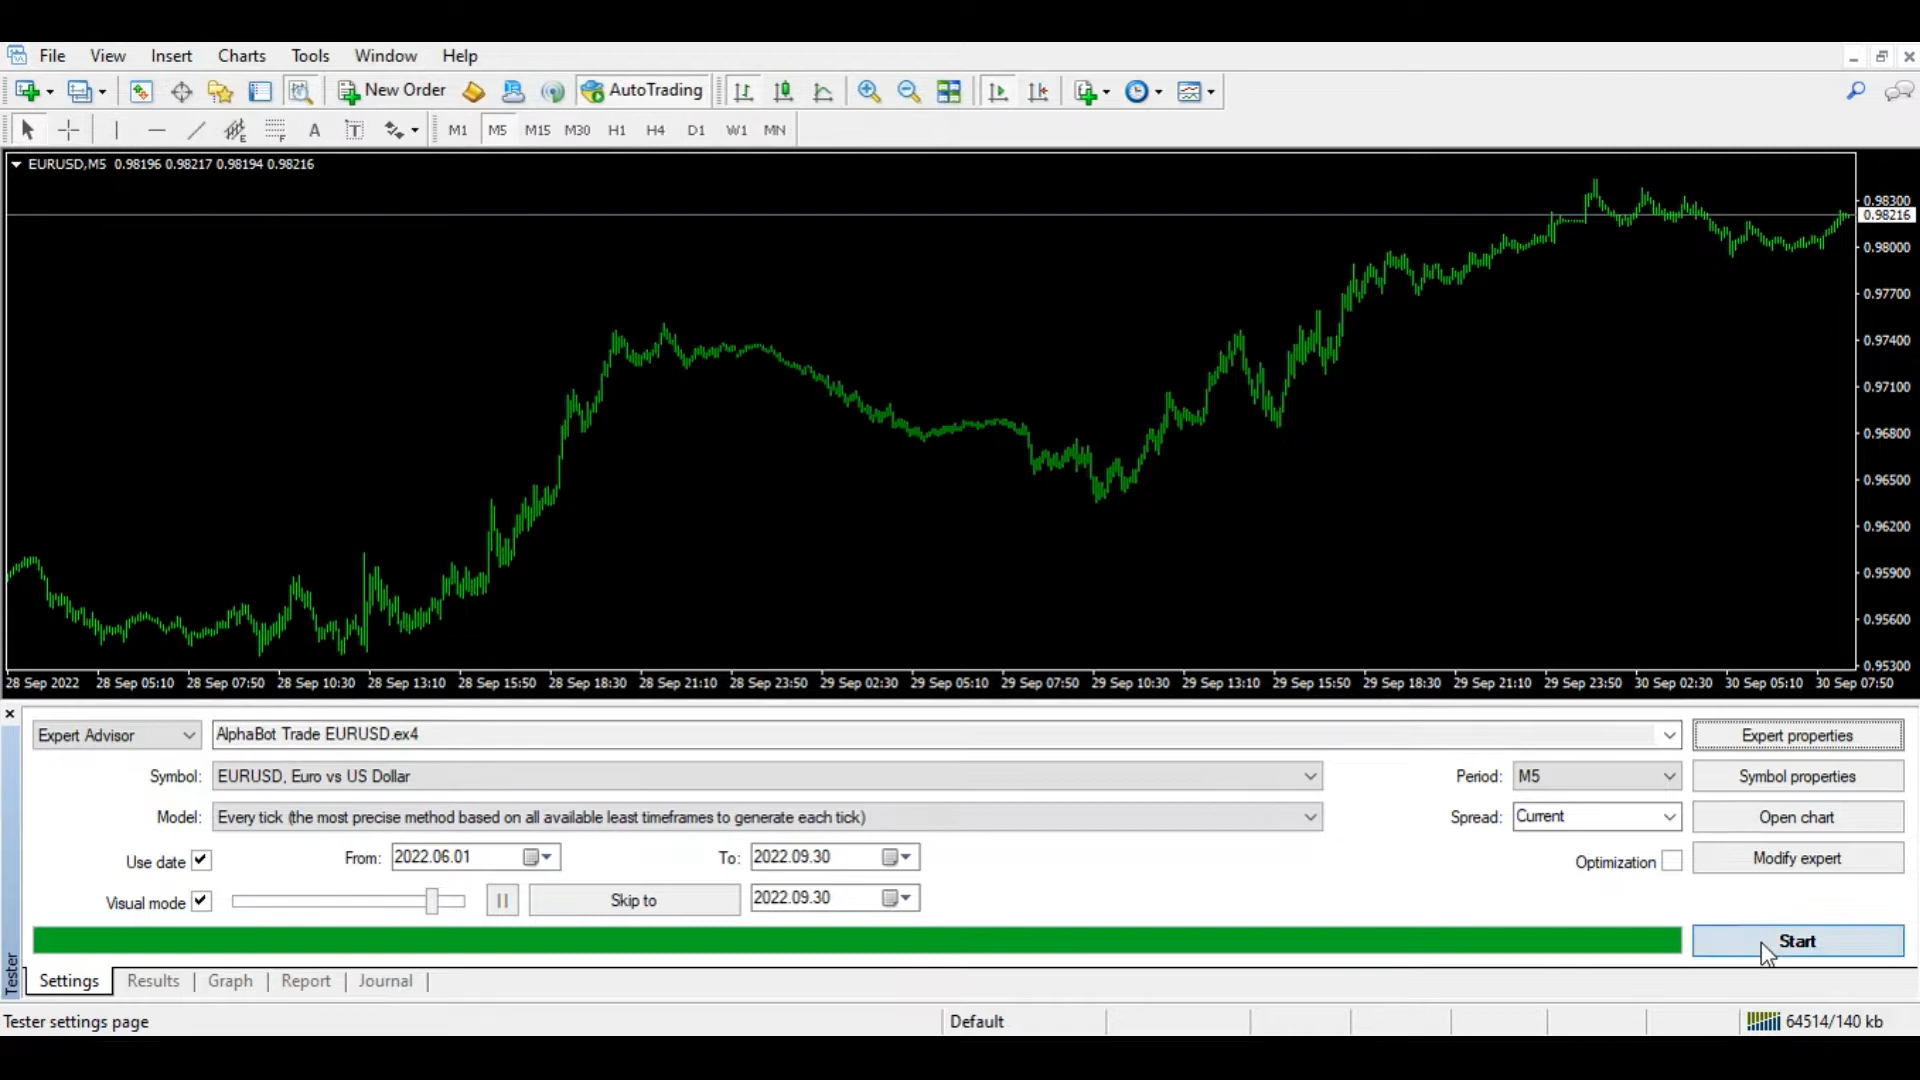 File View Insert Charts Tools Window Help
New Order AutoTrading
A T M1 M5 M15 M30 H1 H4 D1 W1 MN
EURUSD,M5 0.98196 0.98217 0.98194 0.98216
0.98300
0.98216
0.98000
0.97700
0.97400
0.97100
0.96800
0.96500
0.96200
0.95900
0.95600
0.95300
28 Sep 2022 28 Sep 05:10 28 Sep 07:50 28 Sep 10:30 28 Sep 13:10 28 Sep 15:50 28 Sep 18:30 28 Sep 21:10 28 Sep 23:50 29 Sep 02:30 29 Sep 05:10 29 Sep 07:50 29 Sep 10:30 29 Sep 13:10 29 Sep 15:50 29 Sep 18:30 29 Sep 21:10 29 Sep 23:50 30 Sep 02:30 30 Sep 05:10 30 Sep 07:50
Expert Advisor AlphaBot Trade EURUSD.ex4 Expert properties
Symbol: EURUSD, Euro vs US Dollar Period: M5 Symbol properties
Model: Every tick (the most precise method based on all available least timeframes to generate each tick) Spread: Current Open chart
Use date From: 2022.06.01 To: 2022.09.30 Optimization Modify expert
Visual mode Skip to 2022.09.30
Start
Tester
Settings Results Graph Report Journal
Tester settings page Default 64514/140 kb